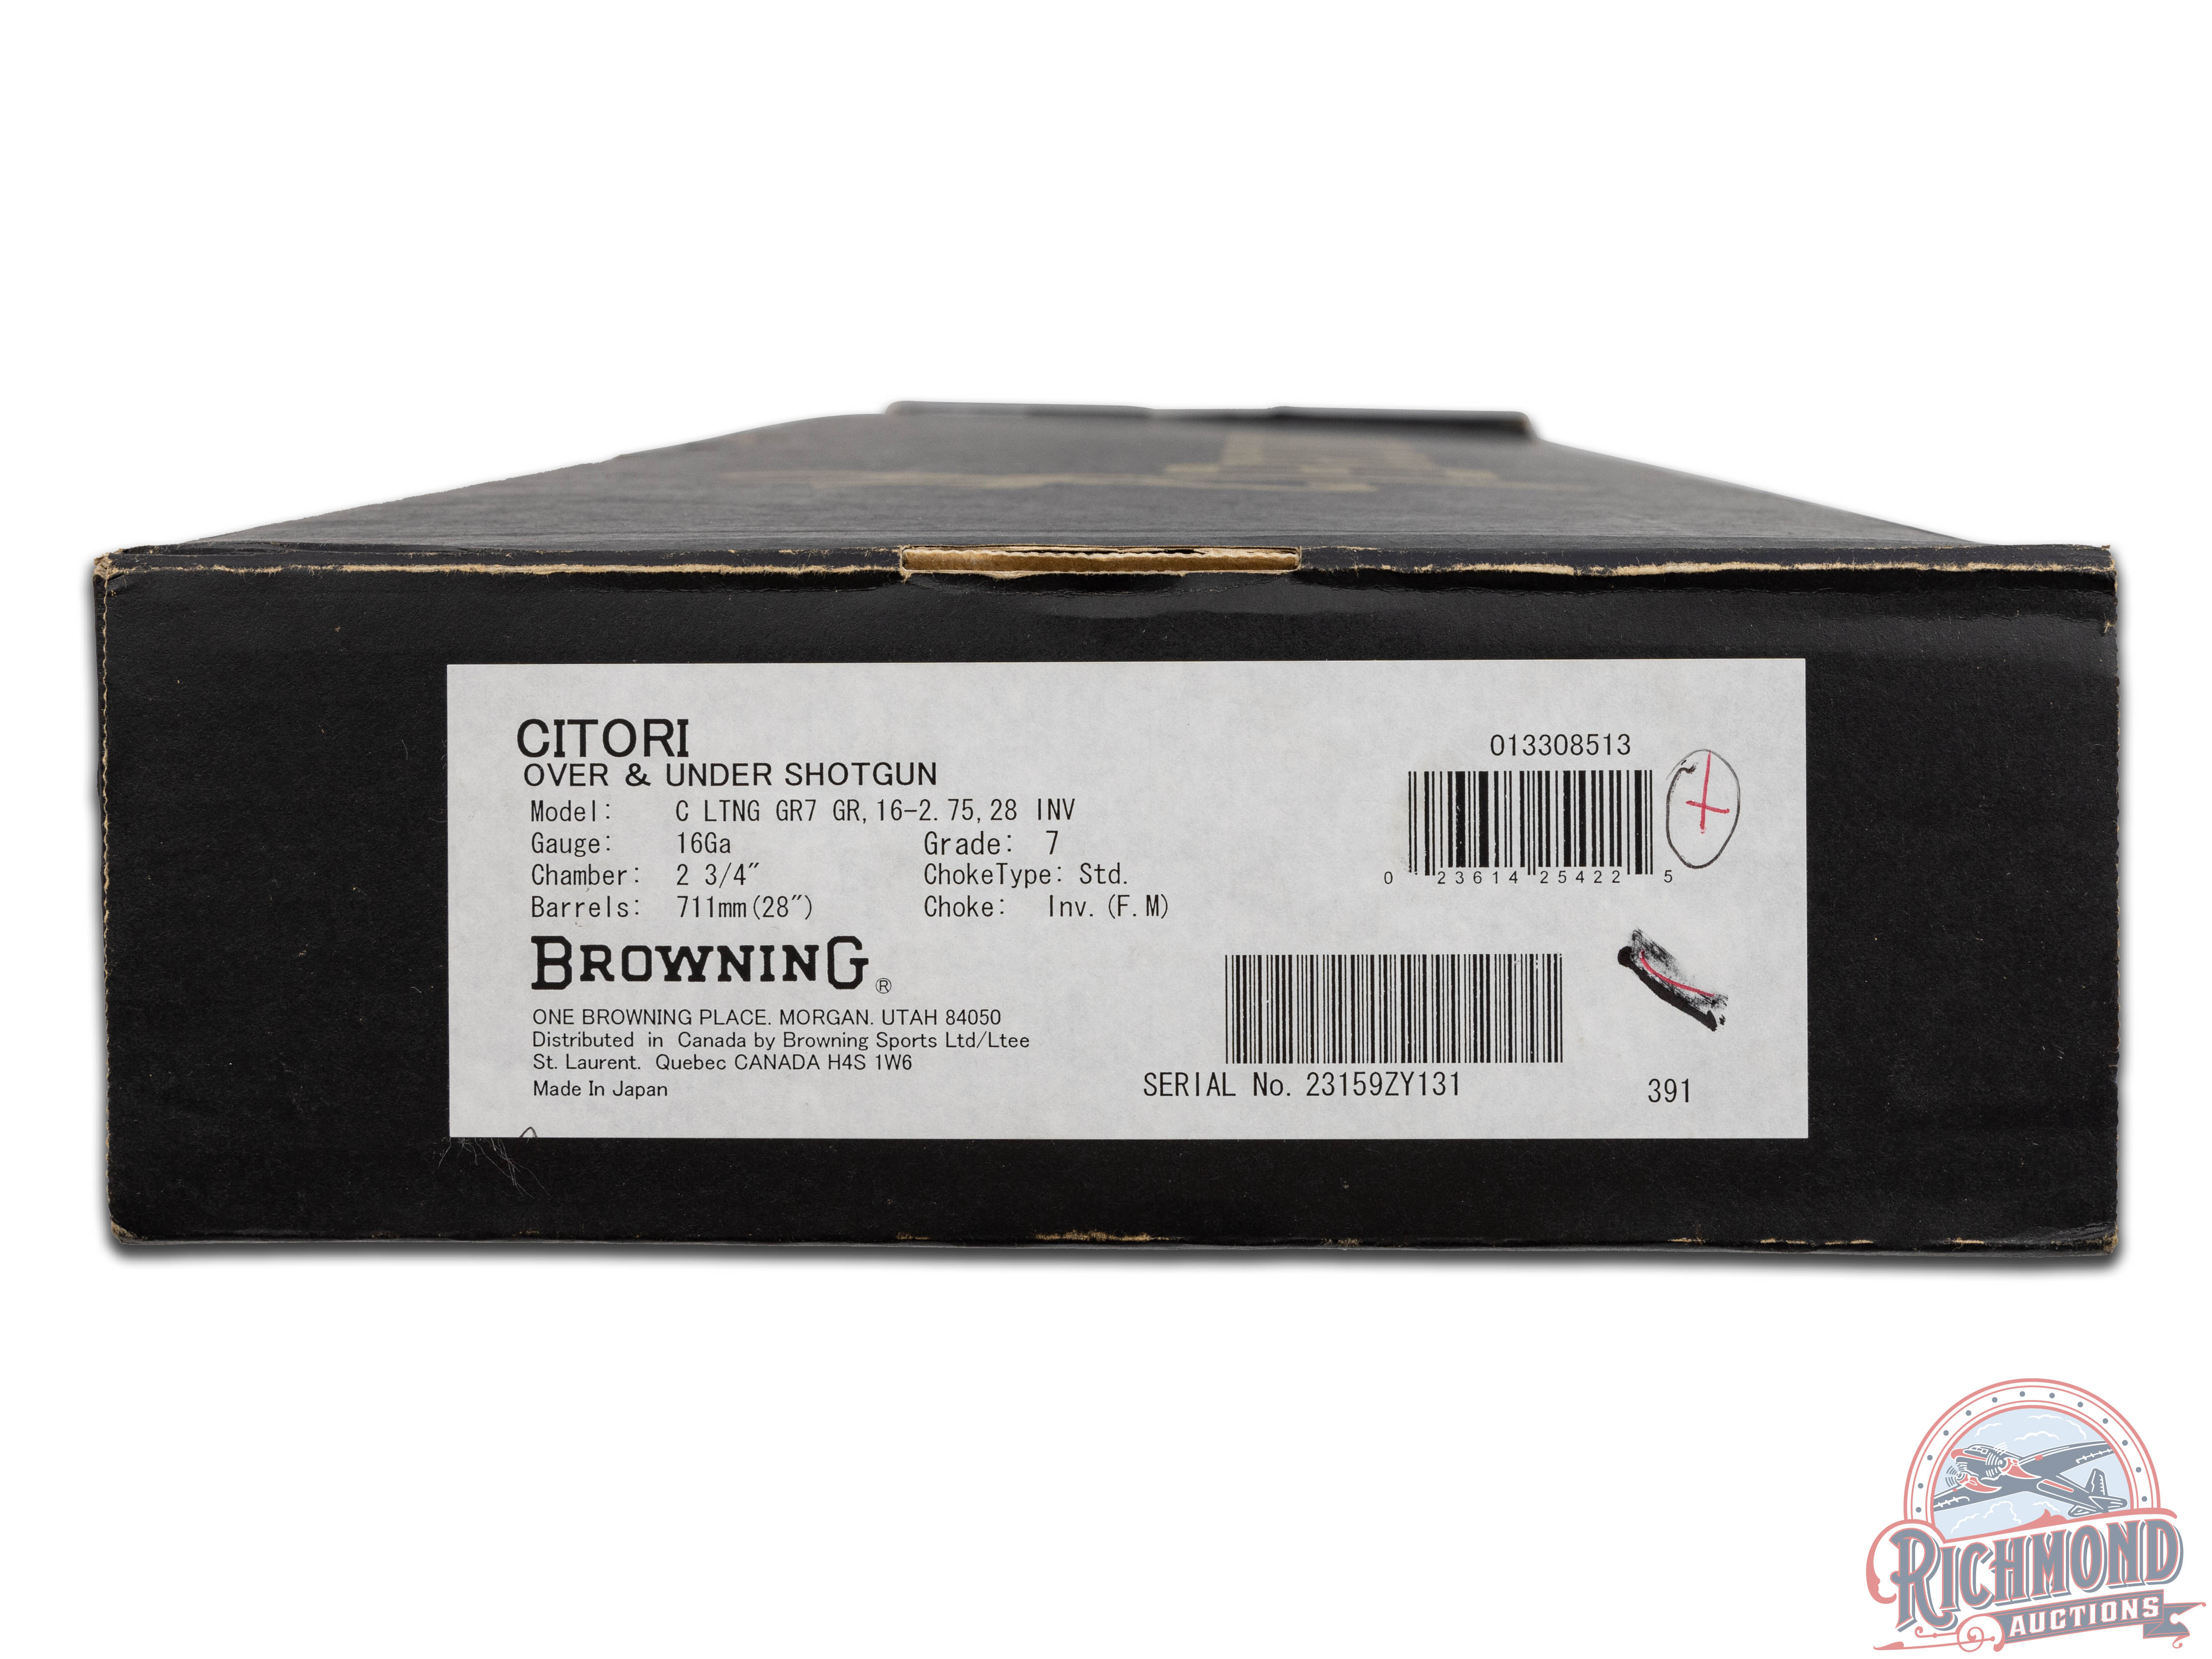 CITORI
OVER & UNDER SHOTGUN
Model: C LTNG GR7 GR,16-2.75,28 INV
Gauge: 16Ga Grade: 7
Chamber: 2 3/4" ChokeType: Std.
Barrels: 711mm(28") Choke: Inv.(F.M)
BROWNING®
ONE BROWNING PLACE. MORGAN. UTAH 84050
Distributed in Canada by Browning Sports Ltd/Ltee
St. Laurent. Quebec CANADA H4S 1W6
Made In Japan
013308513
0 23614 25422 5
SERIAL No. 23159ZY131
391
RICHMOND
AUCTIONS